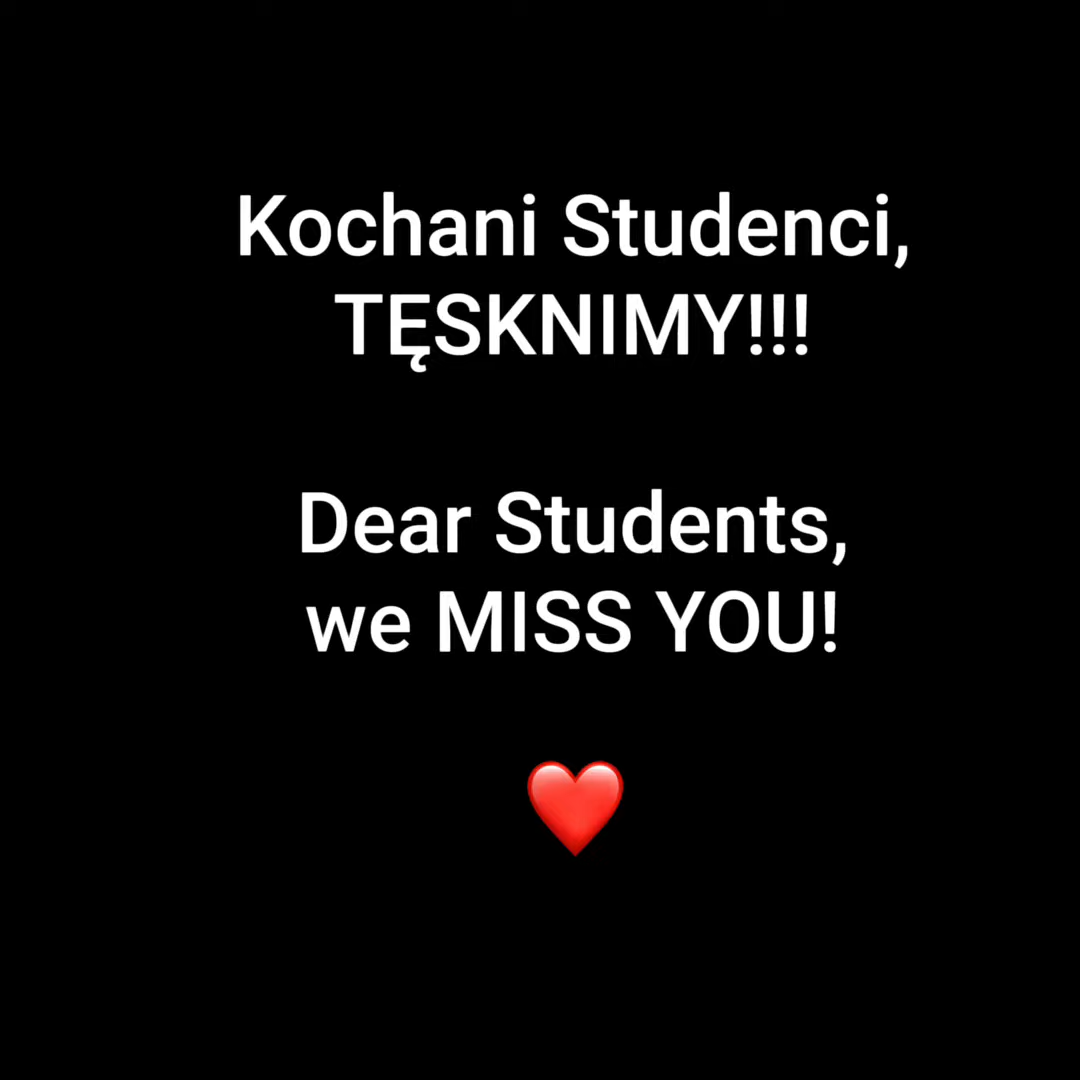 Kochani Studenci,
TĘSKNIMY!!!
Dear Students,
we MISS YOU!
❤️